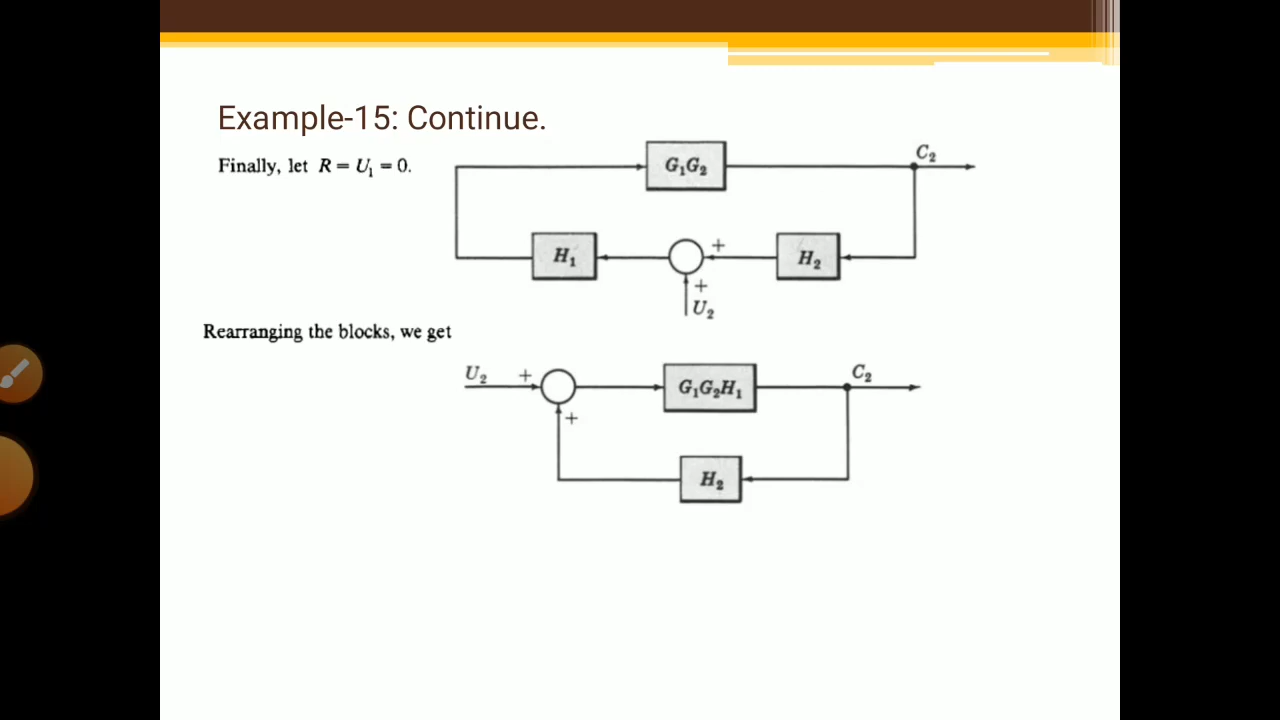 Example-15: Continue.
Finally, let R = U₁ = 0.
G₁G₂
C₂
H₁
+
H₂
+
U₂
Rearranging the blocks, we get
U₂ +
G₁G₂H₁
C₂
+
H₂